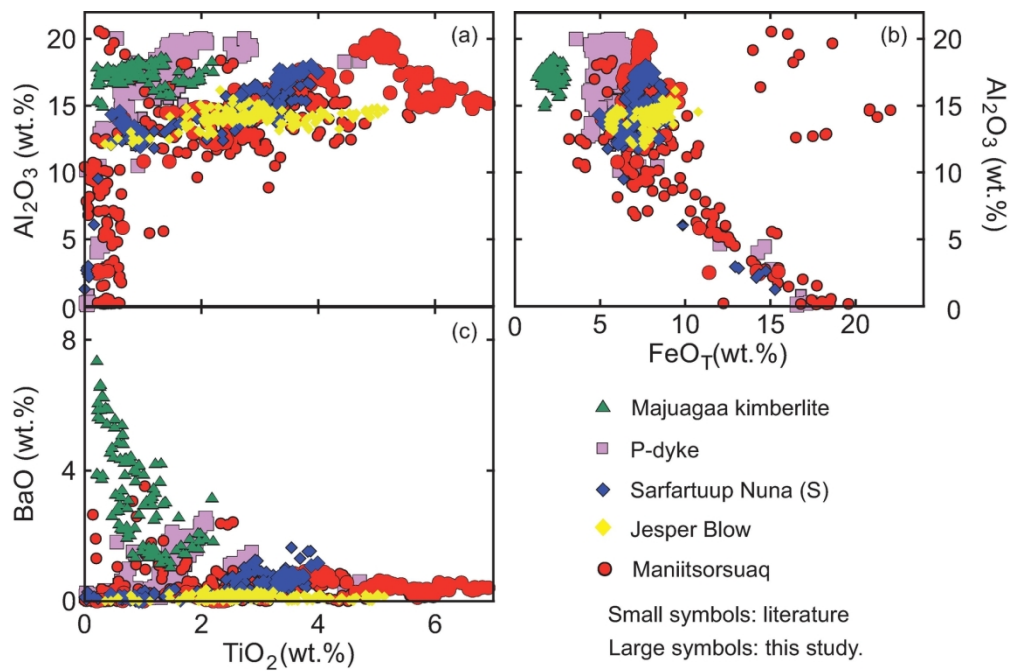 (a)
20
15
10
5
0
Al₂O₃ (wt.%)
(b)
20
15
10
5
0
Al₂O₃ (wt.%)
0 5 10 15 20
FeO_T(wt.%)
(c)
8
4
0
BaO (wt.%)
0 2 4 6
TiO₂(wt.%)
Majuagaa kimberlite
P-dyke
Sarfartuup Nuna (S)
Jesper Blow
Maniitsorsuaq
Small symbols: literature
Large symbols: this study.